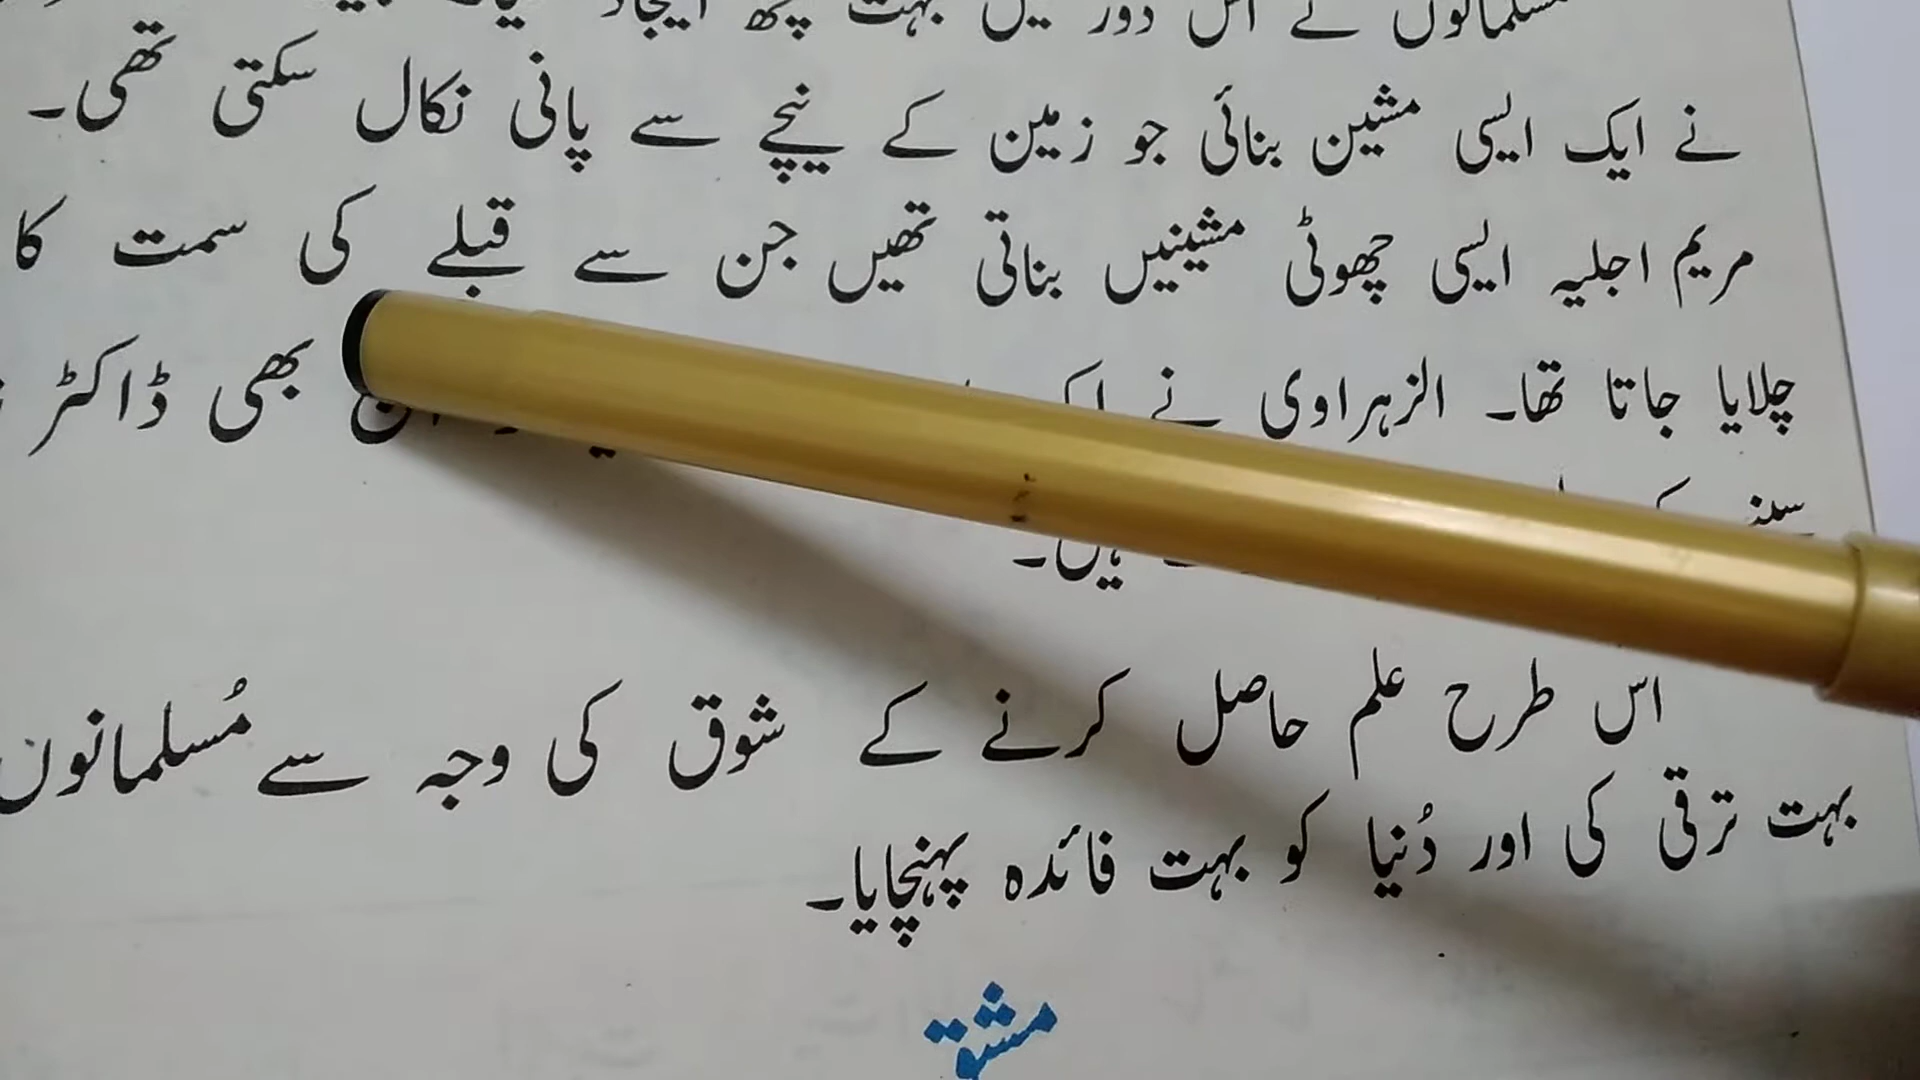 مسلمانوں نے اس دور میں بہت کچھ ایجاد
نے ایک ایسی مشین بنائی جو زمین کے نیچے سے پانی نکال سکتی تھی۔
مریم اجلیہ ایسی چھوٹی مشینیں بناتی تھیں جن سے قبلے کی سمت کا
چلایا جاتا تھا۔ الزہراوی نے بھی ڈاکٹر
ہیں۔
اس طرح علم حاصل کرنے کے شوق کی وجہ سے مُسلمانوں
بہت ترقی کی اور دُنیا کو بہت فائدہ پہنچایا۔
مشق